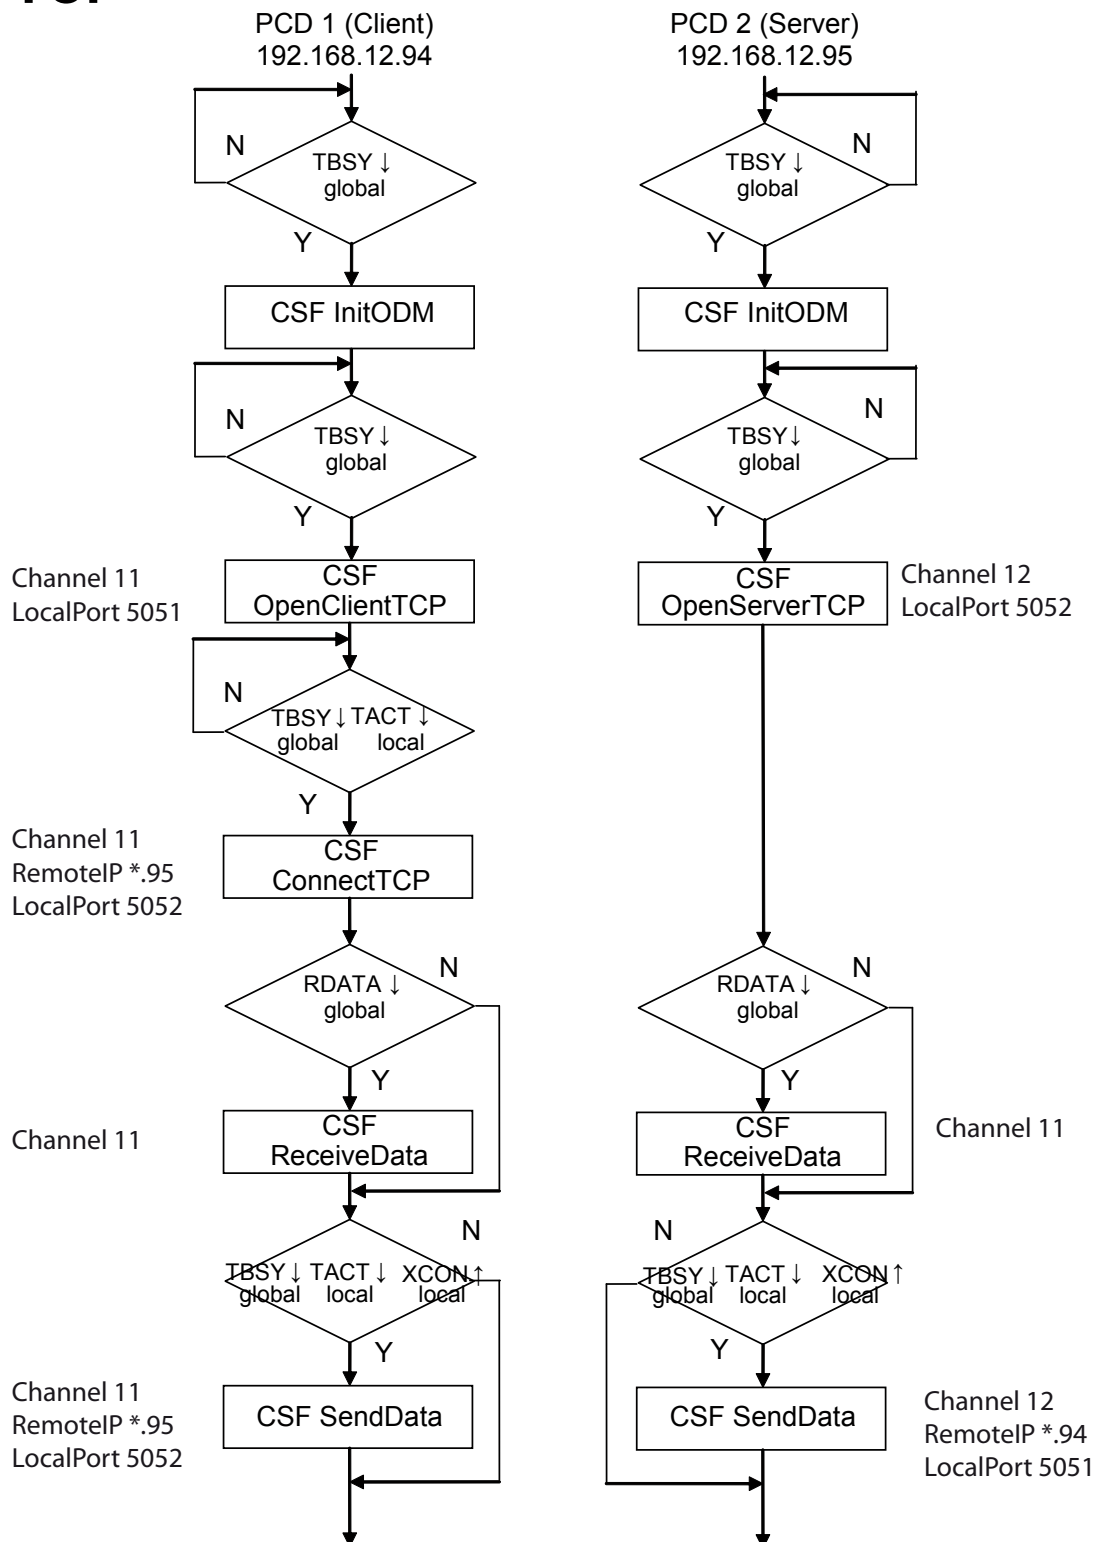 PCD 1 (Client)
192.168.12.94
N
TBSY ↓
global
Y
CSF InitODM
N
TBSY ↓
global
Y
Channel 11
LocalPort 5051
CSF
OpenClientTCP
N
TBSY ↓ TACT ↓
global local
Y
Channel 11
RemoteIP *.95
LocalPort 5052
CSF
ConnectTCP
N
RDATA ↓
global
Y
Channel 11
CSF
ReceiveData
N
TBSY ↓ TACT ↓ XCON ↑
global local local
Y
Channel 11
RemoteIP *.95
LocalPort 5052
CSF SendData
PCD 2 (Server)
192.168.12.95
N
TBSY ↓
global
Y
CSF InitODM
N
TBSY ↓
global
Y
CSF
OpenServerTCP
Channel 12
LocalPort 5052
N
RDATA ↓
global
Y
CSF
ReceiveData
Channel 11
N
TBSY ↓ TACT ↓ XCON ↑
global local local
Y
CSF SendData
Channel 12
RemoteIP *.94
LocalPort 5051